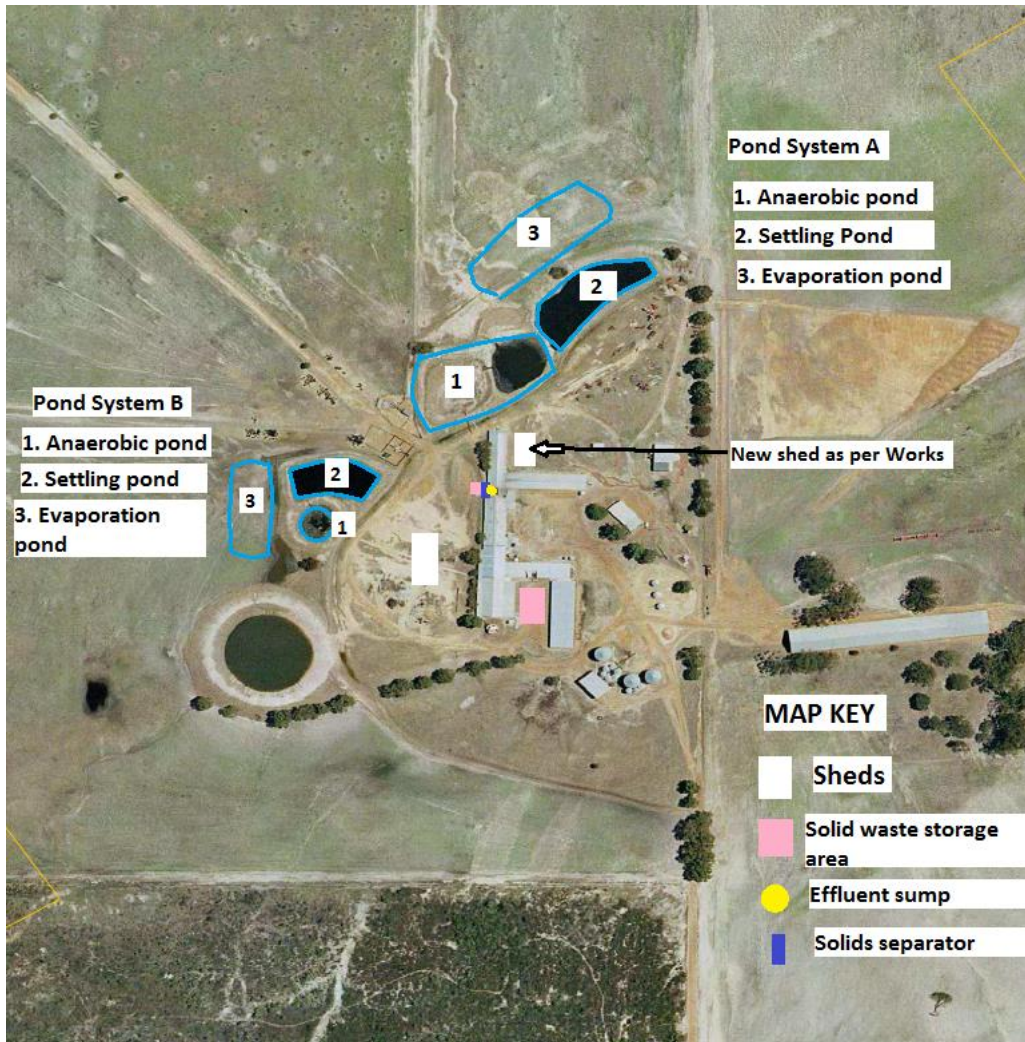 Pond System A
1. Anaerobic pond
2. Settling Pond
3. Evaporation pond
3
2
1
Pond System B
1. Anaerobic pond
2. Settling pond
3. Evaporation
pond
3
2
1
New shed as per Works
MAP KEY
Sheds
Solid waste storage
area
Effluent sump
Solids separator